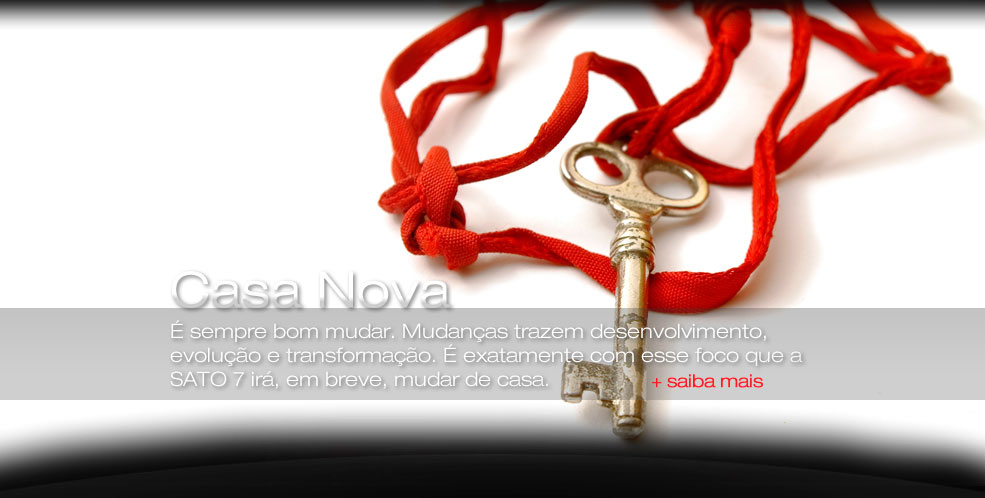 Casa Nova
É sempre bom mudar. Mudanças trazem desenvolvimento,
evolução e transformação. É exatamente com esse foco que a
SATO 7 irá, em breve, mudar de casa.
+ saiba mais